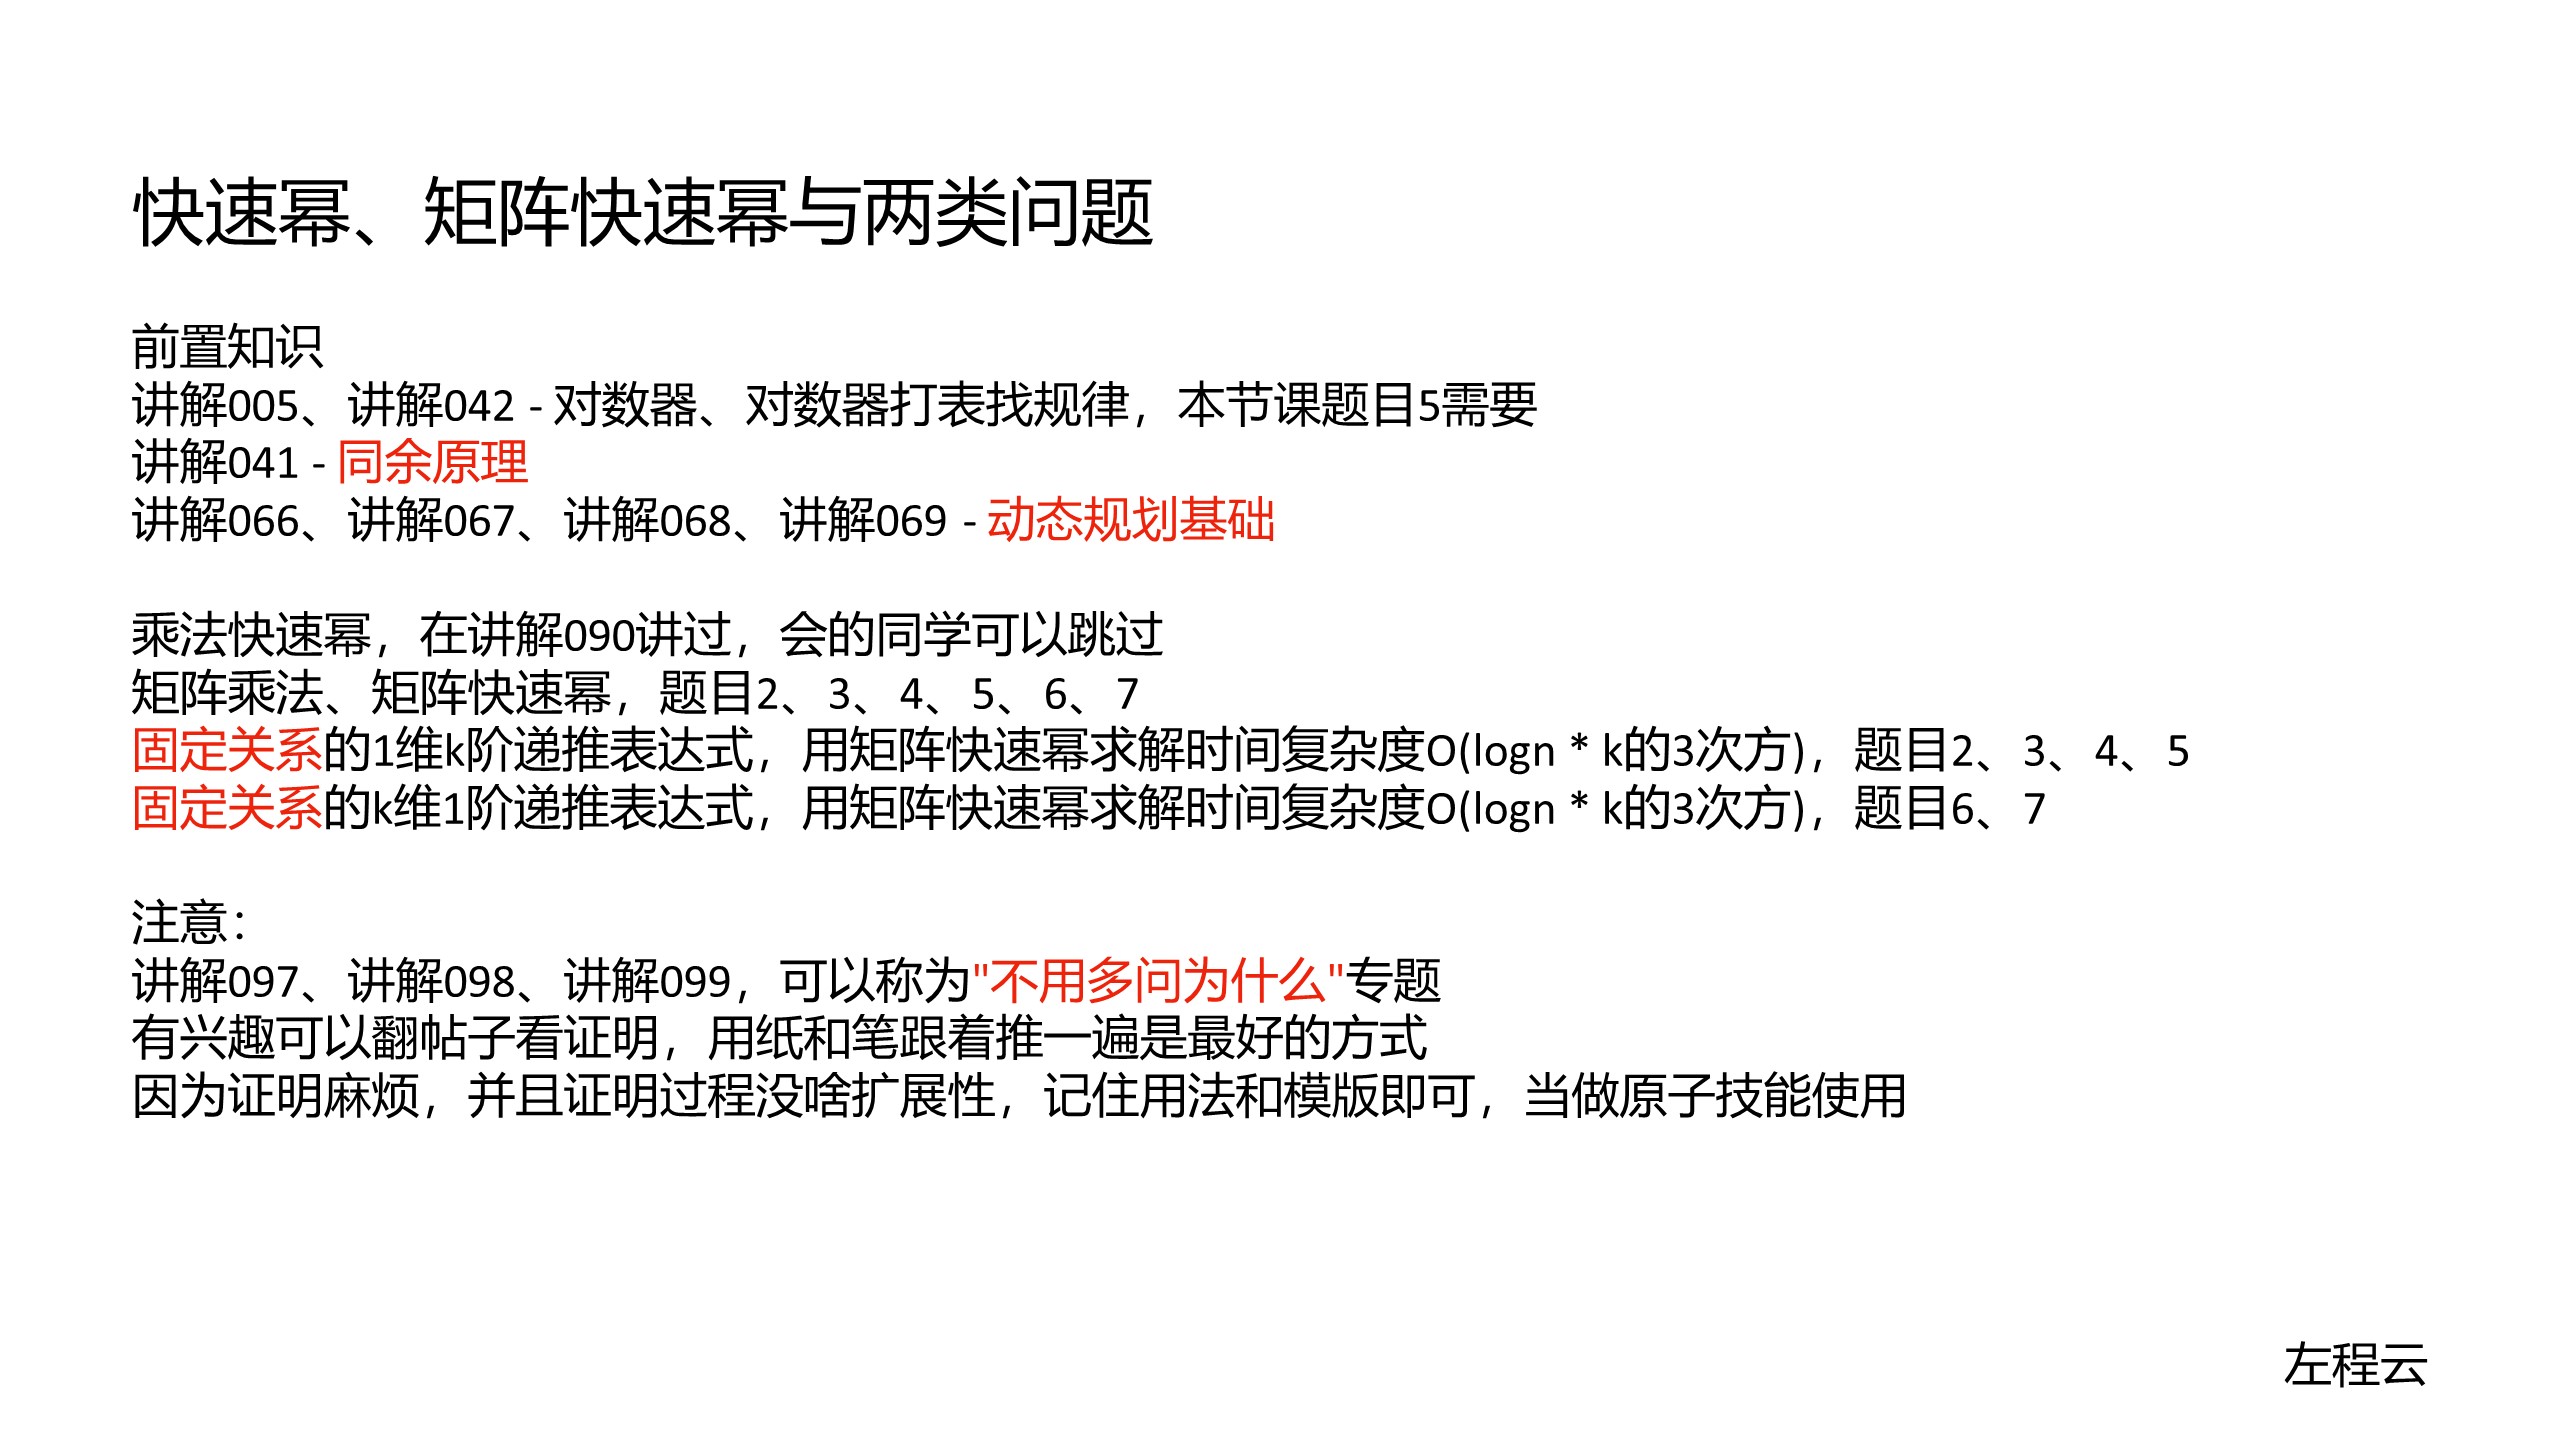 快速幂、矩阵快速幂与两类问题
前置知识
讲解005、讲解042 - 对数器、对数器打表找规律，本节课题目5需要
讲解041 - 同余原理
讲解066、讲解067、讲解068、讲解069 - 动态规划基础
乘法快速幂，在讲解090讲过，会的同学可以跳过
矩阵乘法、矩阵快速幂，题目2、3、4、5、6、7
固定关系的1维k阶递推表达式，用矩阵快速幂求解时间复杂度O(logn * k的3次方)，题目2、3、4、5
固定关系的k维1阶递推表达式，用矩阵快速幂求解时间复杂度O(logn * k的3次方)，题目6、7
注意：
讲解097、讲解098、讲解099，可以称为"不用多问为什么"专题
有兴趣可以翻帖子看证明，用纸和笔跟着推一遍是最好的方式
因为证明麻烦，并且证明过程没啥扩展性，记住用法和模版即可，当做原子技能使用
左程云